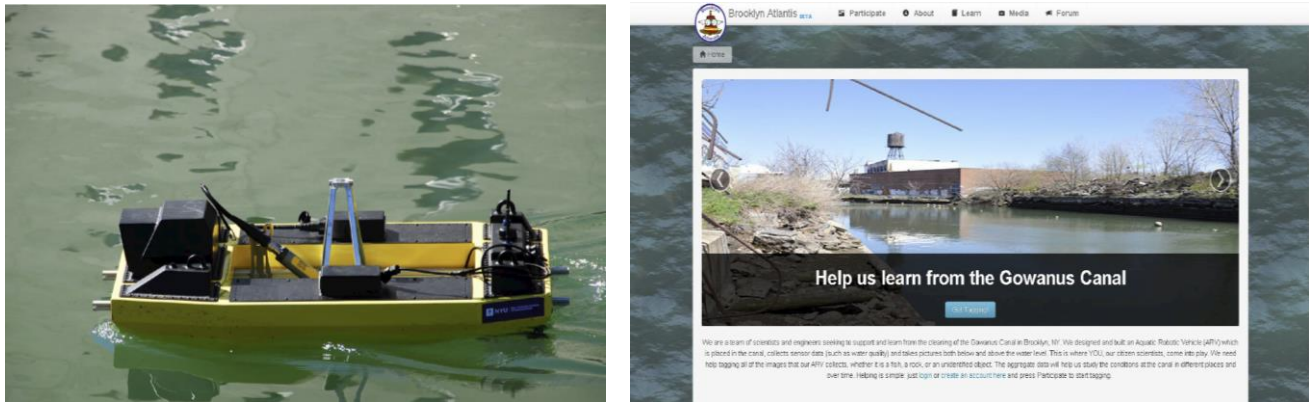 NYU
Brooklyn Atlantis BETA
Participate
About
Learn
Media
Forum
Home
Help us learn from the Gowanus Canal
Start Tagging!
We are a team of scientists and engineers seeking to support and learn from the cleaning of the Gowanus Canal in Brooklyn, NY. We designed and built an Aquatic Robotic Vehicle (ARV) which
is placed in the canal, collects sensor data (such as water quality) and takes pictures both below and above the water level. This is where YOU, our citizen scientists, come into play. We need
help tagging all of the images that our ARV collects, whether it is a fish, a rock, or an unidentified object. The aggregate data will help us study the conditions at the canal in different places and
over time. Helping is simple: just login or create an account here and press Participate to start tagging.